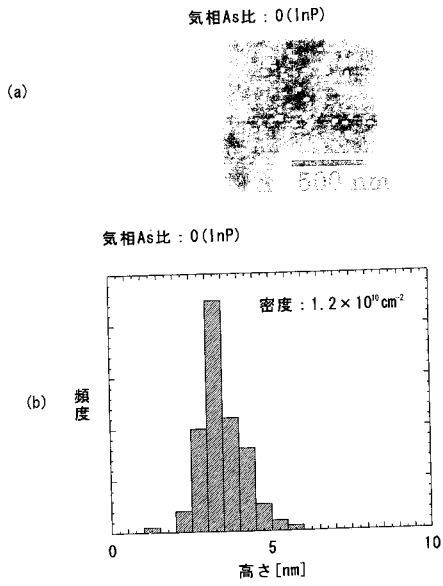 気相As比：0(InP)
(a)
500 nm
気相As比：0(InP)
密度：1.2×10¹⁰cm⁻²
(b)
頻度
0
5
10
高さ[nm]